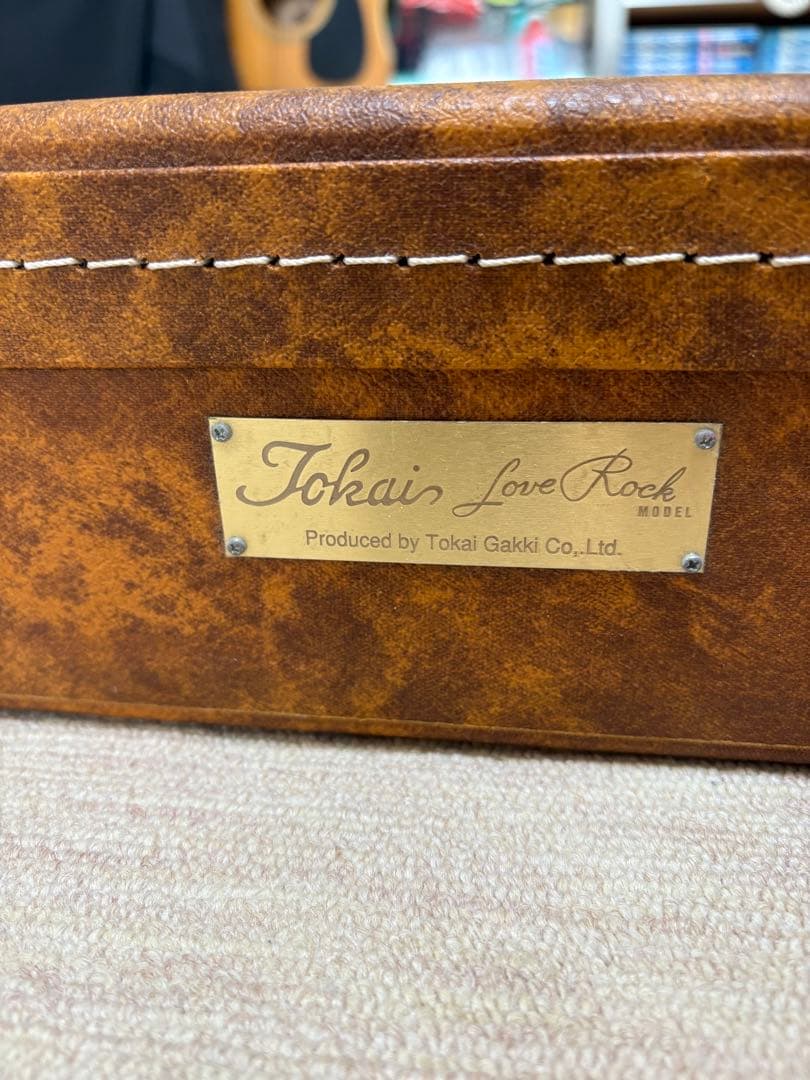 Tokai Love Rock
MODEL
Produced by Tokai Gakki Co,.Ltd.